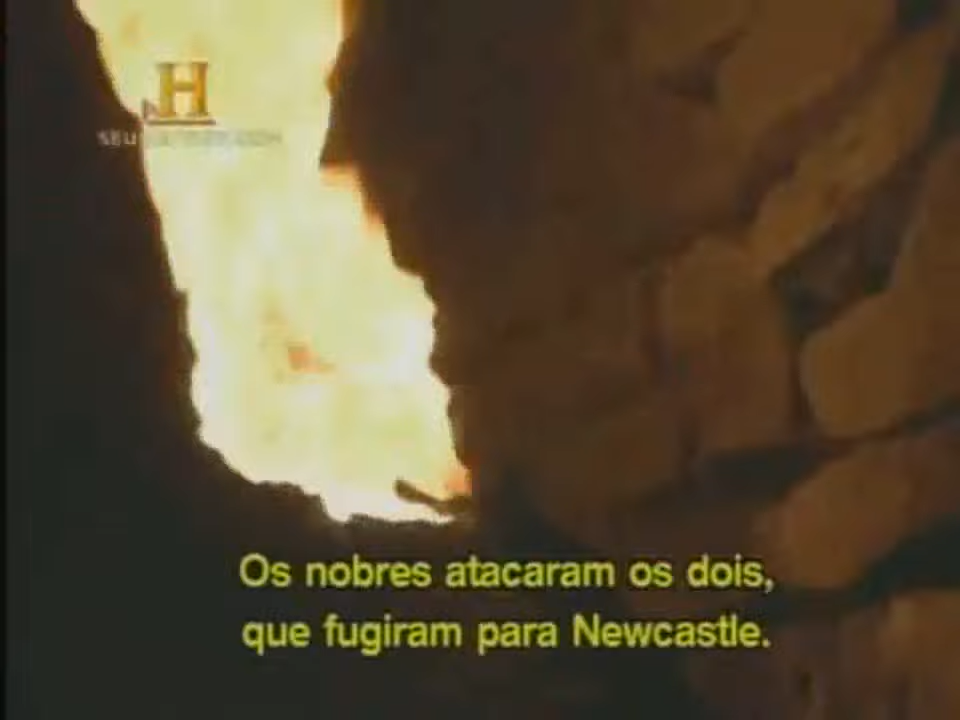 H
Os nobres atacaram os dois,
que fugiram para Newcastle.